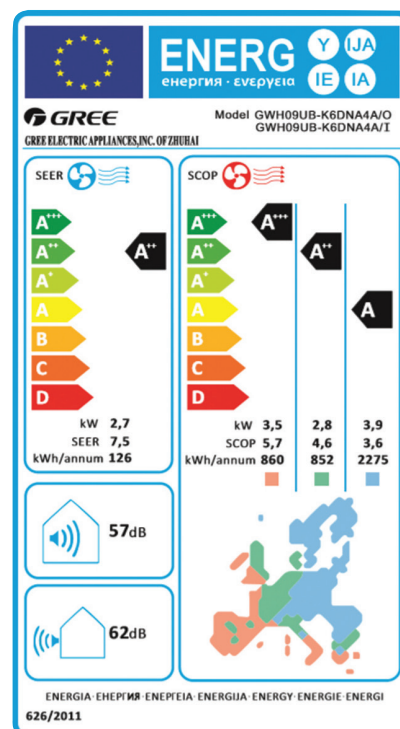 ENERG
Y IJA
IE IA
енергия · ενεργεια
GREE
GREE ELECTRIC APPLIANCES,INC. OF ZHUHAI
Model GWH09UB-K6DNA4A/O
GWH09UB-K6DNA4A/I
SEER
A+++
A++
A+
A
B
C
D
A++
kW 2,7
SEER 7,5
kWh/annum 126
SCOP
A+++
A++
A+
A
B
C
D
A+++
A++
A
kW 3,5 2,8 3,9
SCOP 5,7 4,6 3,6
kWh/annum 860 852 2275
57dB
62dB
ENERGIA·ЕНЕРГИЯ·ΕΝΕΡΓΕΙΑ·ENERGIJA·ENERGY·ENERGIE·ENERGI
626/2011